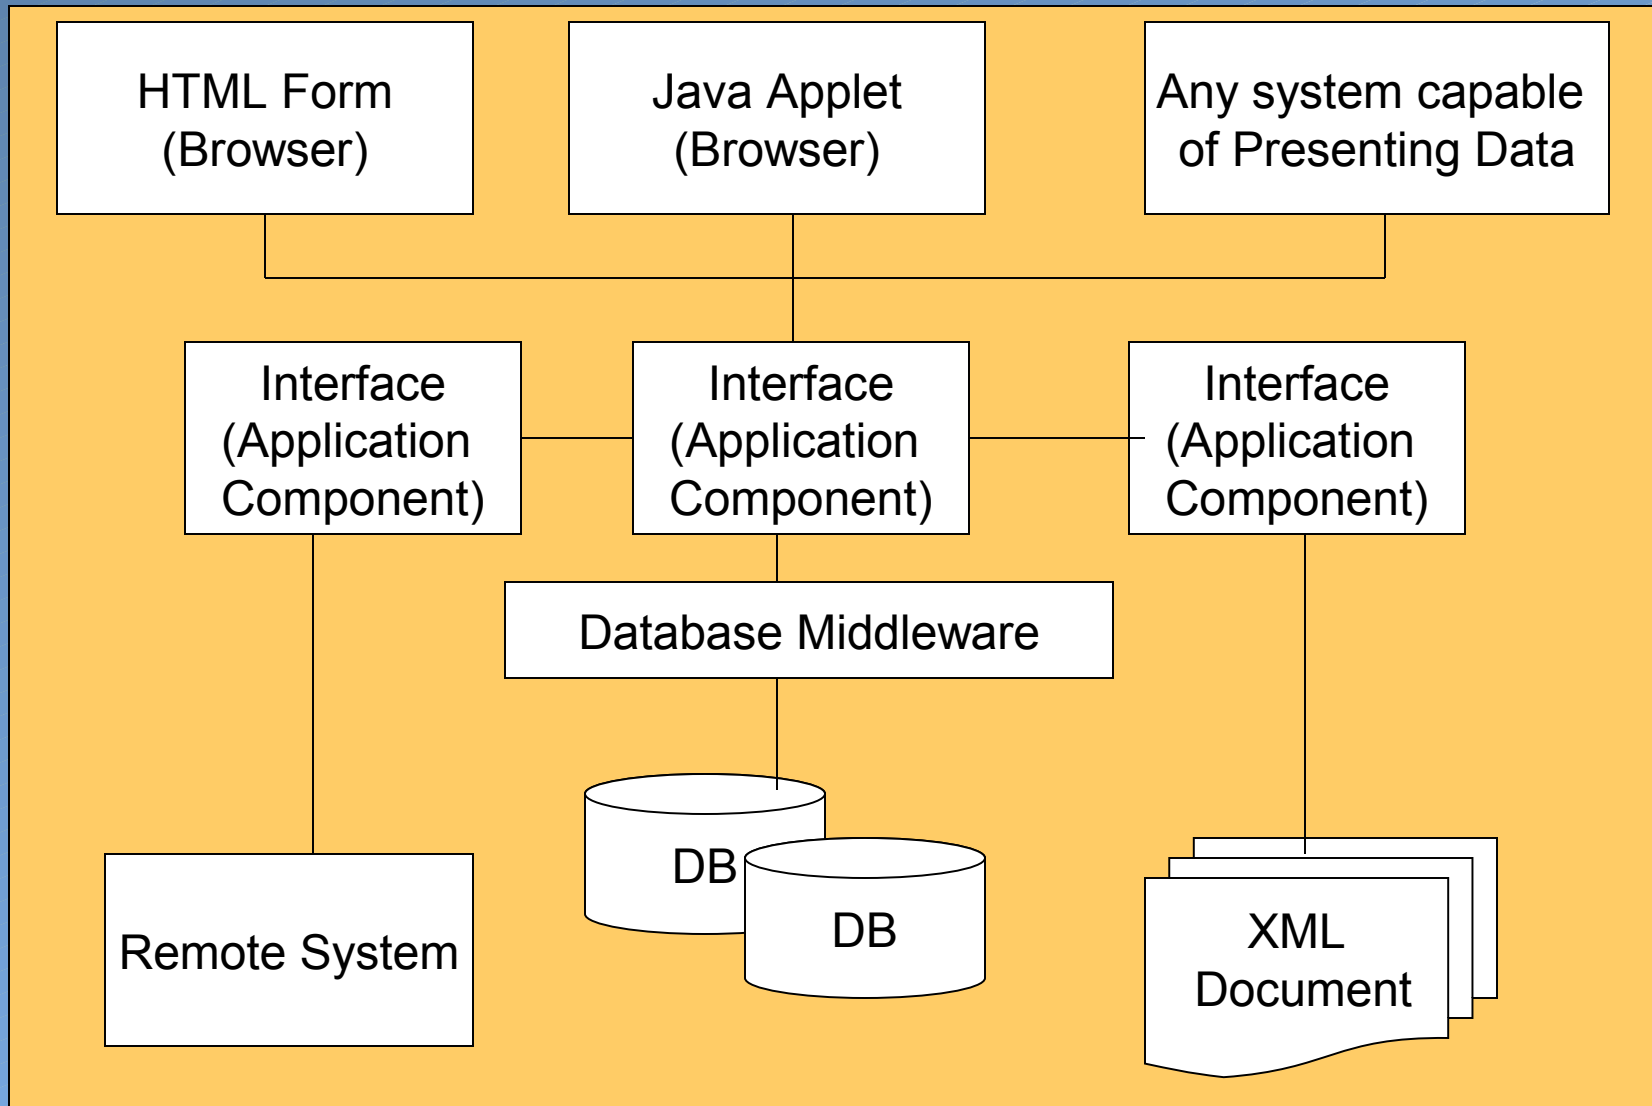 HTML Form
(Browser)
Java Applet
(Browser)
Any system capable
of Presenting Data
Interface
(Application
Component)
Interface
(Application
Component)
Interface
(Application
Component)
Database Middleware
DB
DB
Remote System
XML
Document